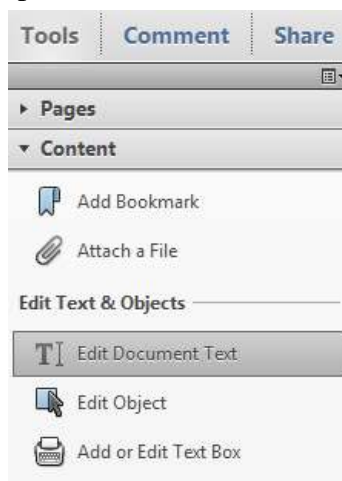 Tools Comment Share
Pages
Content
Add Bookmark
Attach a File
Edit Text & Objects
Edit Document Text
Edit Object
Add or Edit Text Box